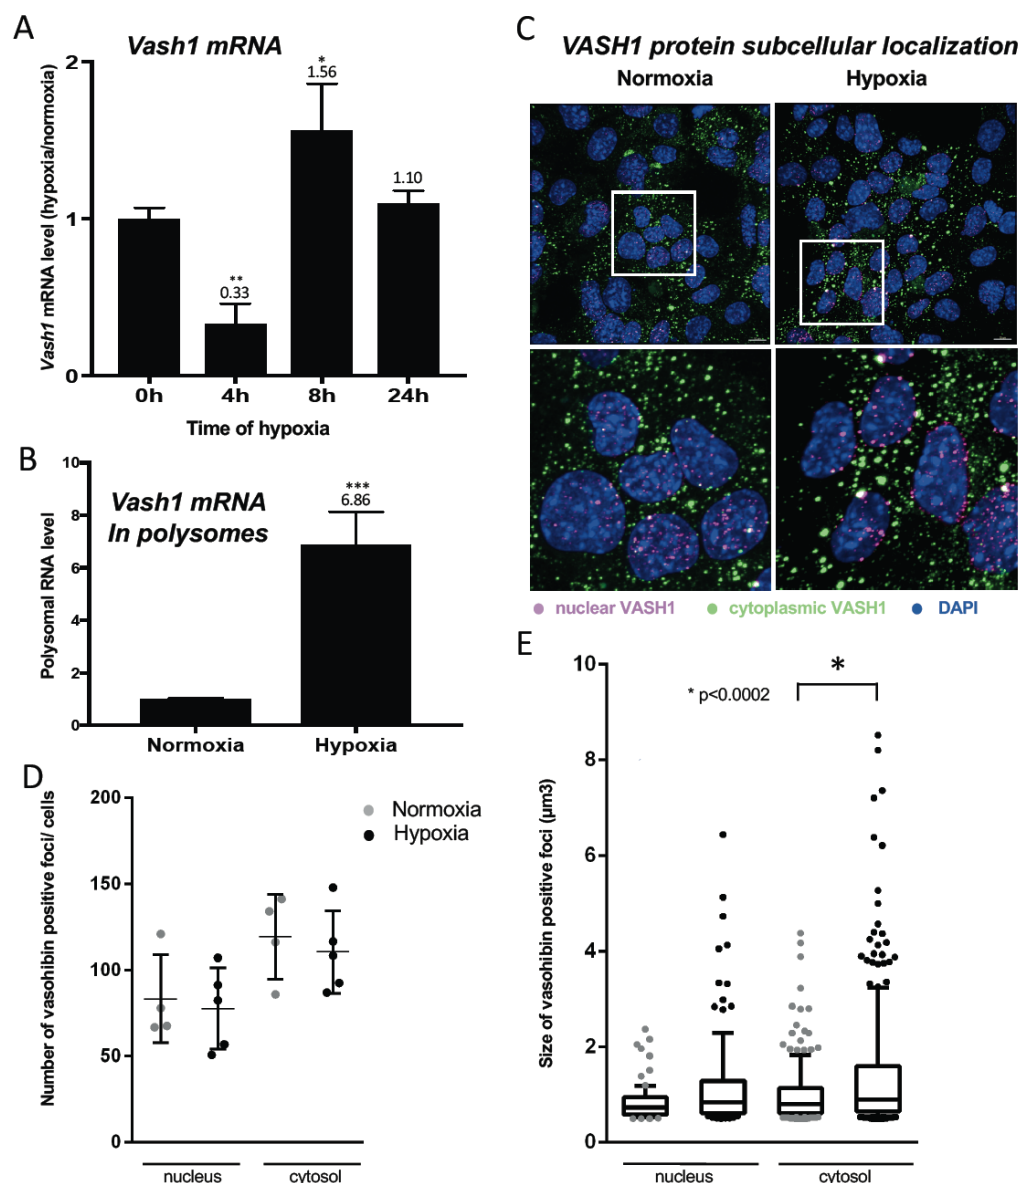 A
Vash1 mRNA
Vash1 mRNA level (hypoxia/normoxia)
2
1
0
**
0.33
*
1.56
1.10
0h 4h 8h 24h
Time of hypoxia
B
Vash1 mRNA
In polysomes
Polysomal RNA level
10
8
6
4
2
0
***
6.86
Normoxia Hypoxia
C
VASH1 protein subcellular localization
Normoxia Hypoxia
nuclear VASH1 cytoplasmic VASH1 DAPI
D
Number of vasohibin positive foci/ cells
200
150
100
50
0
Normoxia
Hypoxia
nucleus cytosol
E
Size of vasohibin positive foci (µm3)
10
8
6
4
2
0
* p<0.0002
*
nucleus cytosol